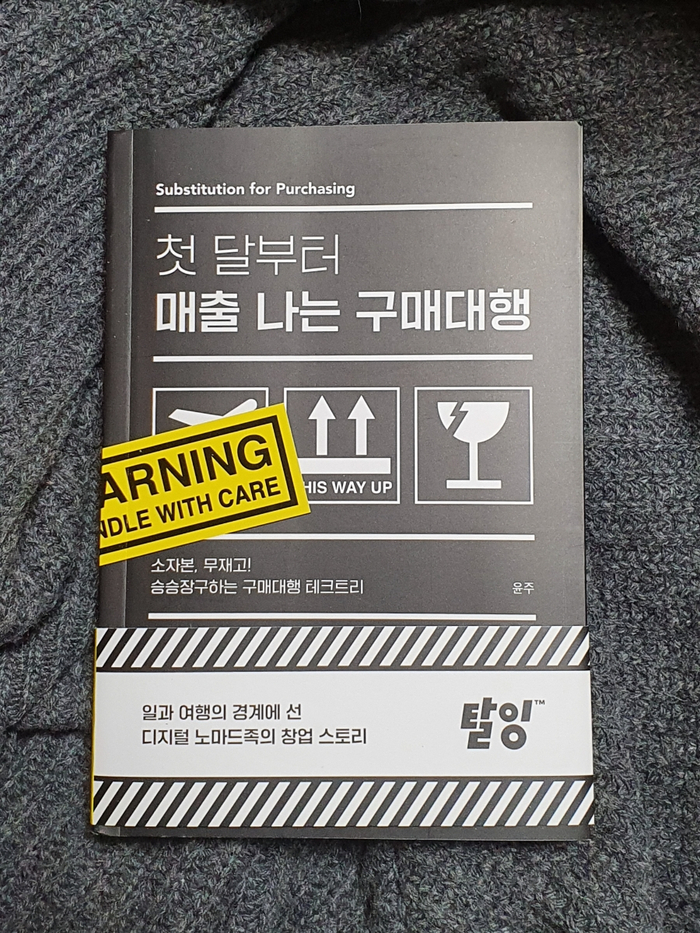 Substitution for Purchasing
첫 달부터
매출 나는 구매대행
ARNING
NDLE WITH CARE
HIS WAY UP
소자본, 무재고!
승승장구하는 구매대행 테크트리
윤주
일과 여행의 경계에 선
디지털 노마드족의 창업 스토리
탈잉™